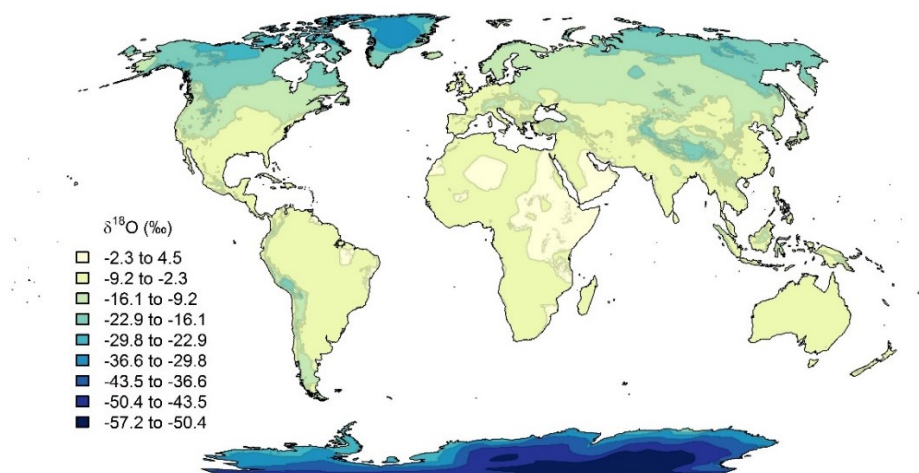 δ¹⁸O (‰)
-2.3 to 4.5
-9.2 to -2.3
-16.1 to -9.2
-22.9 to -16.1
-29.8 to -22.9
-36.6 to -29.8
-43.5 to -36.6
-50.4 to -43.5
-57.2 to -50.4